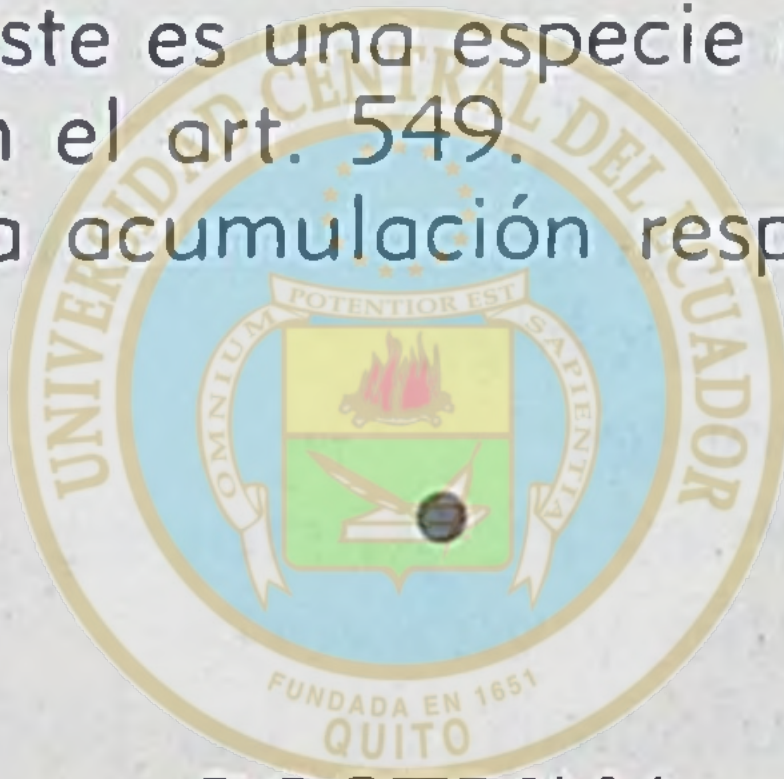 ste es una especie
n el art. 549.
a acumulación resp
UNIVERSIDAD CENTRAL DEL ECUADOR
OMNIUM POTENTIOR EST SAPIENTIA
FUNDADA EN 1651
QUITO